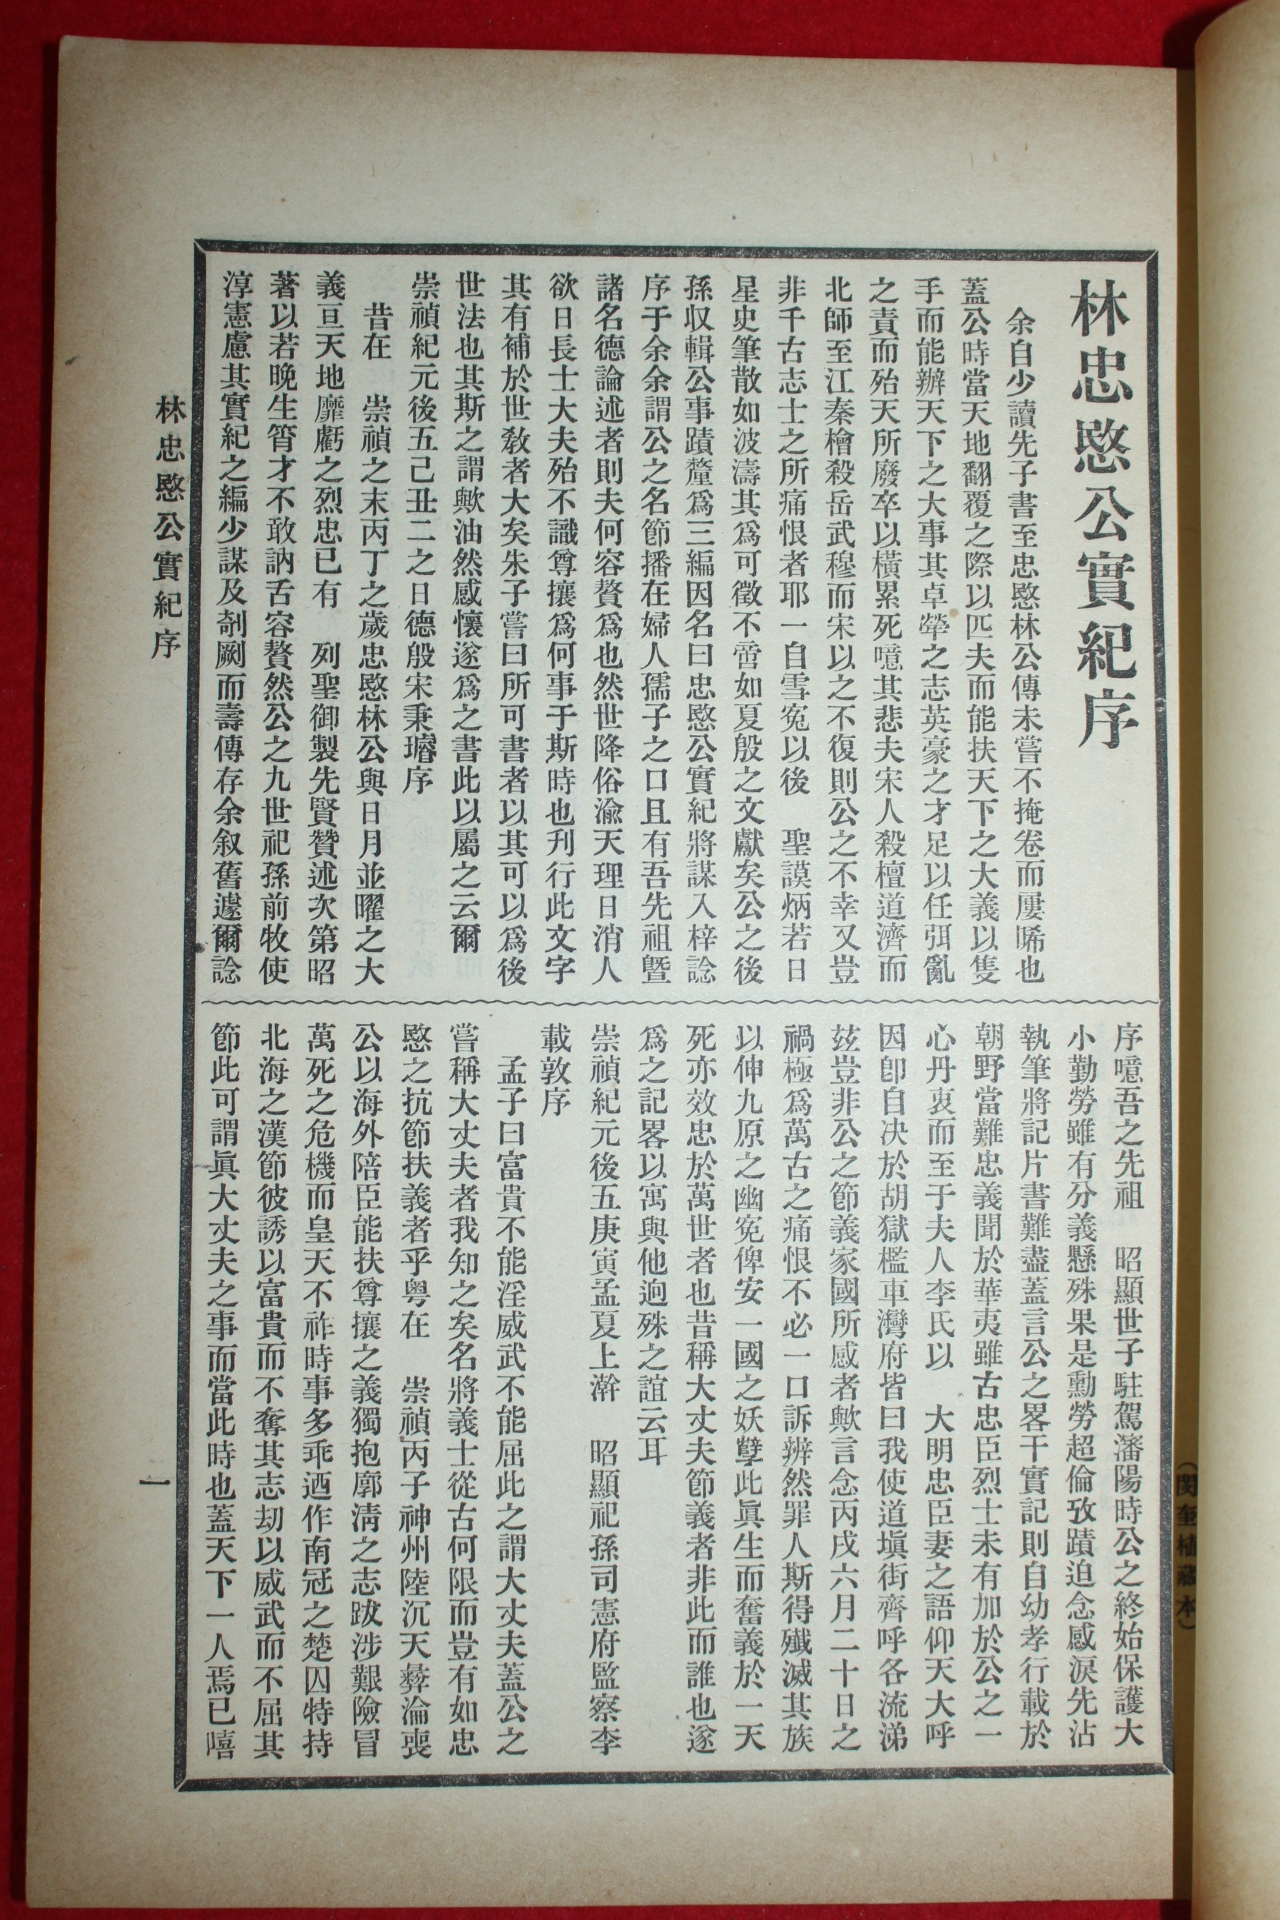 林忠愍公實紀序
余自少讀先子書至忠愍林公傳未嘗不掩卷而屢唏也
蓋公時當天地翻覆之際以匹夫而能扶天下之大義以隻
手而能辦天下之大事其卓犖之志英豪之才足以任弭亂
之責而殆天所廢卒以橫累死噫其悲夫宋人殺檀道濟而
北師至江秦檜殺岳武穆而宋以之不復則公之不幸又豈
非千古志士之所痛恨者耶一自雪寃以後 聖謨炳若日
星史筆散如波濤其爲可徵不啻如夏殷之文獻矣公之後
孫収輯公事蹟釐爲三編因名曰忠愍公實紀將謀入梓諗
序于余余謂公之名節播在婦人孺子之口且有吾先祖曁
諸名德論述者則夫何容贅爲也然世降俗渝天理日消人
欲日長士大夫殆不識尊攘爲何事于斯時也刊行此文字
其有補於世敎者大矣朱子嘗曰所可書者以其可以爲後
世法也其斯之謂歟油然感懷遂爲之書此以屬之云爾
崇禎紀元後五己丑二之日德殷宋秉璿序
昔在 崇禎之末丙丁之歲忠愍林公與日月並曜之大
義亘天地靡虧之烈忠已有 列聖御製先賢贊述次第昭
著以若晩生筲才不敢訥舌容贅然公之九世祀孫前牧使
淳憲慮其實紀之編少謀及剞劂而壽傳存余叙舊遽爾諗
序噫吾之先祖 昭顯世子駐駕瀋陽時公之終始保護大
小勤勞雖有分義懸殊果是勳勞超倫攷蹟迫念感淚先沾
執筆將記片書難盡蓋言公之畧干實記則自幼孝行載於
朝野當難忠義聞於華夷雖古忠臣烈士未有加於公之一
心丹衷而至于夫人李氏以 大明忠臣妻之語仰天大呼
因卽自决於胡獄檻車灣府皆曰我使道塡街齊呼各流涕
玆豈非公之節義家國所感者歟言念丙戌六月二十日之
禍極爲萬古之痛恨不必一口訴辨然罪人斯得殲滅其族
以伸九原之幽寃俾安一國之妖孼此眞生而奮義於一天
死亦效忠於萬世者也昔稱大丈夫節義者非此而誰也遂
爲之記畧以寓與他逈殊之誼云耳
崇禎紀元後五庚寅孟夏上澣 昭顯祀孫司憲府監察李
載敦序
孟子曰富貴不能淫威武不能屈此之謂大丈夫蓋公之
嘗稱大丈夫者我知之矣名將義士從古何限而豈有如忠
愍之抗節扶義者乎粵在 崇禎丙子神州陸沉天彝淪喪
公以海外陪臣能扶尊攘之義獨抱廓淸之志跋涉艱險冒
萬死之危機而皇天不祚時事多乖迺作南冠之楚囚特持
北海之漢節彼誘以富貴而不奪其志刧以威武而不屈其
節此可謂眞大丈夫之事而當此時也蓋天下一人焉已噫
林忠愍公實紀序
一
(閔奎植藏本)